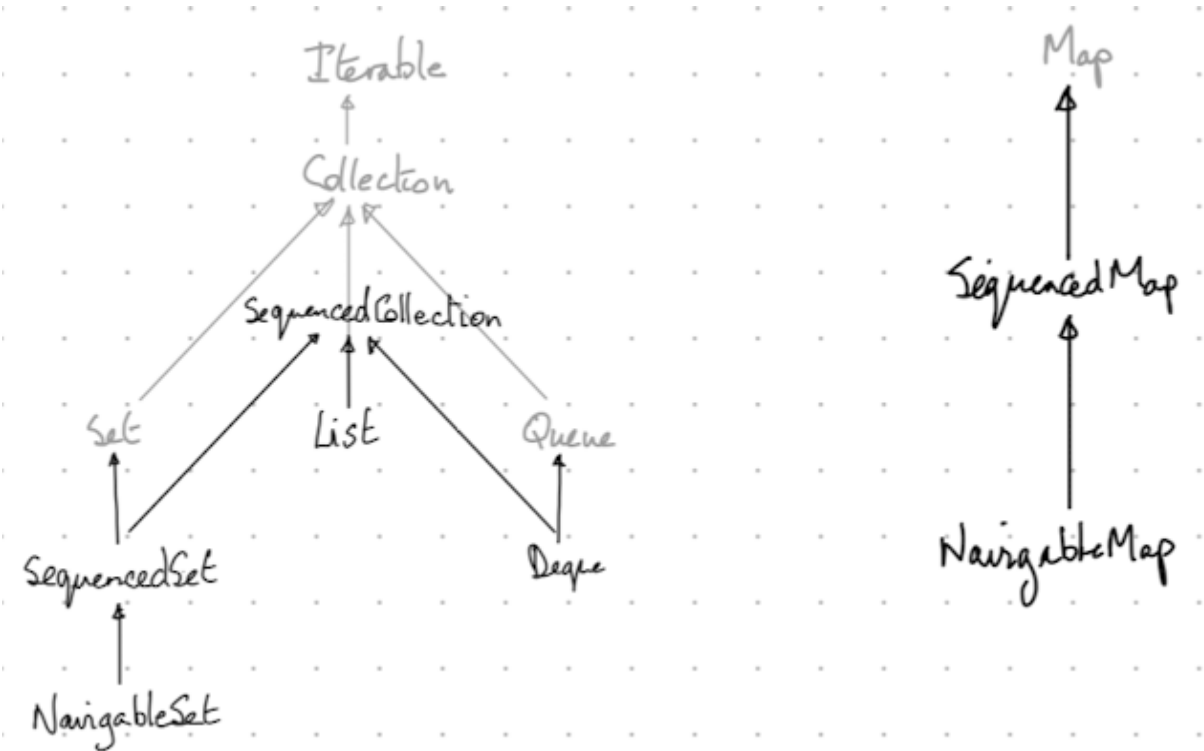 Iterable
Map
Collection
SequencedMap
SequencedCollection
Set
List
Queue
NavigableMap
SequencedSet
Deque
NavigableSet